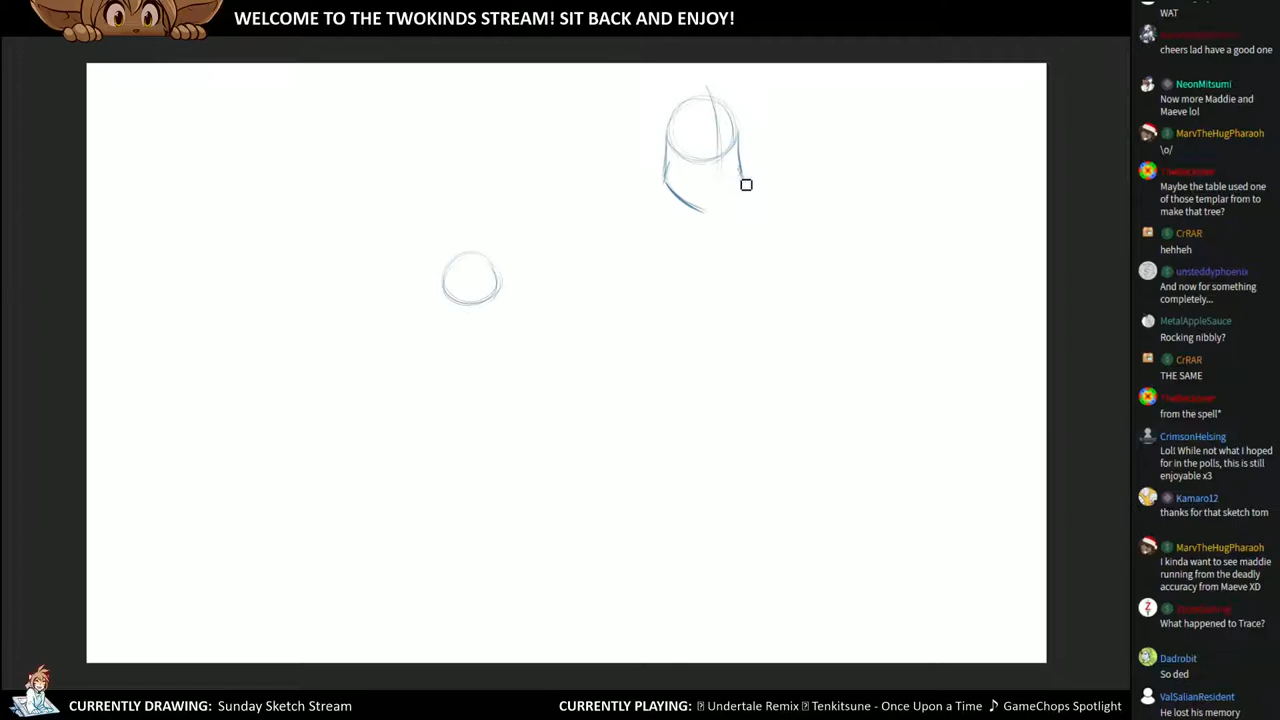 WELCOME TO THE TWOKINDS STREAM! SIT BACK AND ENJOY!
WAT
cheers lad have a good one
NeonMitsumi
Now more Maddie and
Maeve lol
MarvTheHugPharaoh
\o/
Maybe the table used one
of those templar from to
make that tree?
CrRAR
hehheh
unsteddyphoenix
And now for something
completely...
MetalAppleSauce
Rocking nibbly?
CrRAR
THE SAME
from the spell*
CrimsonHelsing
Loll While not what I hoped
for in the polls, this is still
enjoyable x3
Kamaro12
thanks for that sketch tom
MarvTheHugPharaoh
I kinda want to see maddie
running from the deadly
accuracy from Maeve XD
What happened to Trace?
Dadrobit
So ded
ValSalianResident
He lost his memory
CURRENTLY DRAWING: Sunday Sketch Stream
CURRENTLY PLAYING: Undertale Remix Tenkitsune - Once Upon a Time ♪ GameChops Spotlight